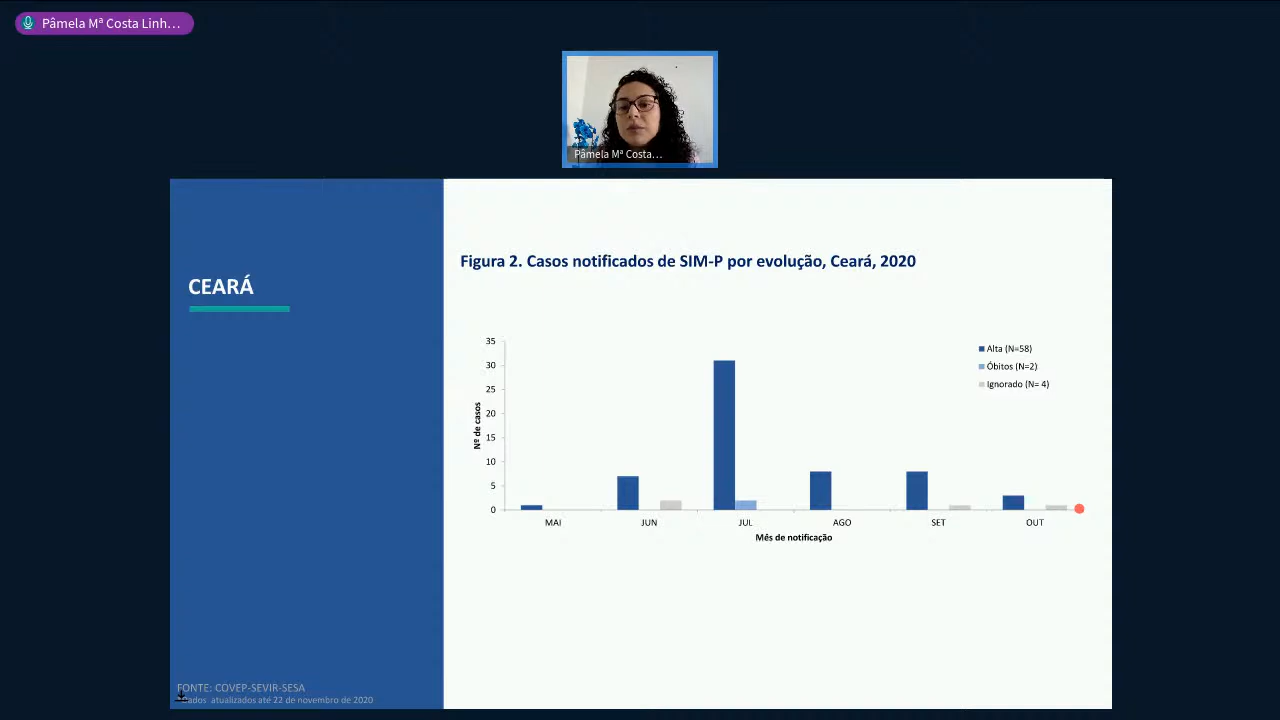 Pâmela Mª Costa Linh...
Pâmela Mª Costa...
CEARÁ
Figura 2. Casos notificados de SIM-P por evolução, Ceará, 2020
35
30
25
20
15
10
5
0
Nº de casos
Alta (N=58)
Óbitos (N=2)
Ignorado (N= 4)
MAI JUN JUL AGO SET OUT
Mês de notificação
FONTE: COVEP-SEVIR-SESA
atualizados até 22 de novembro de 2020